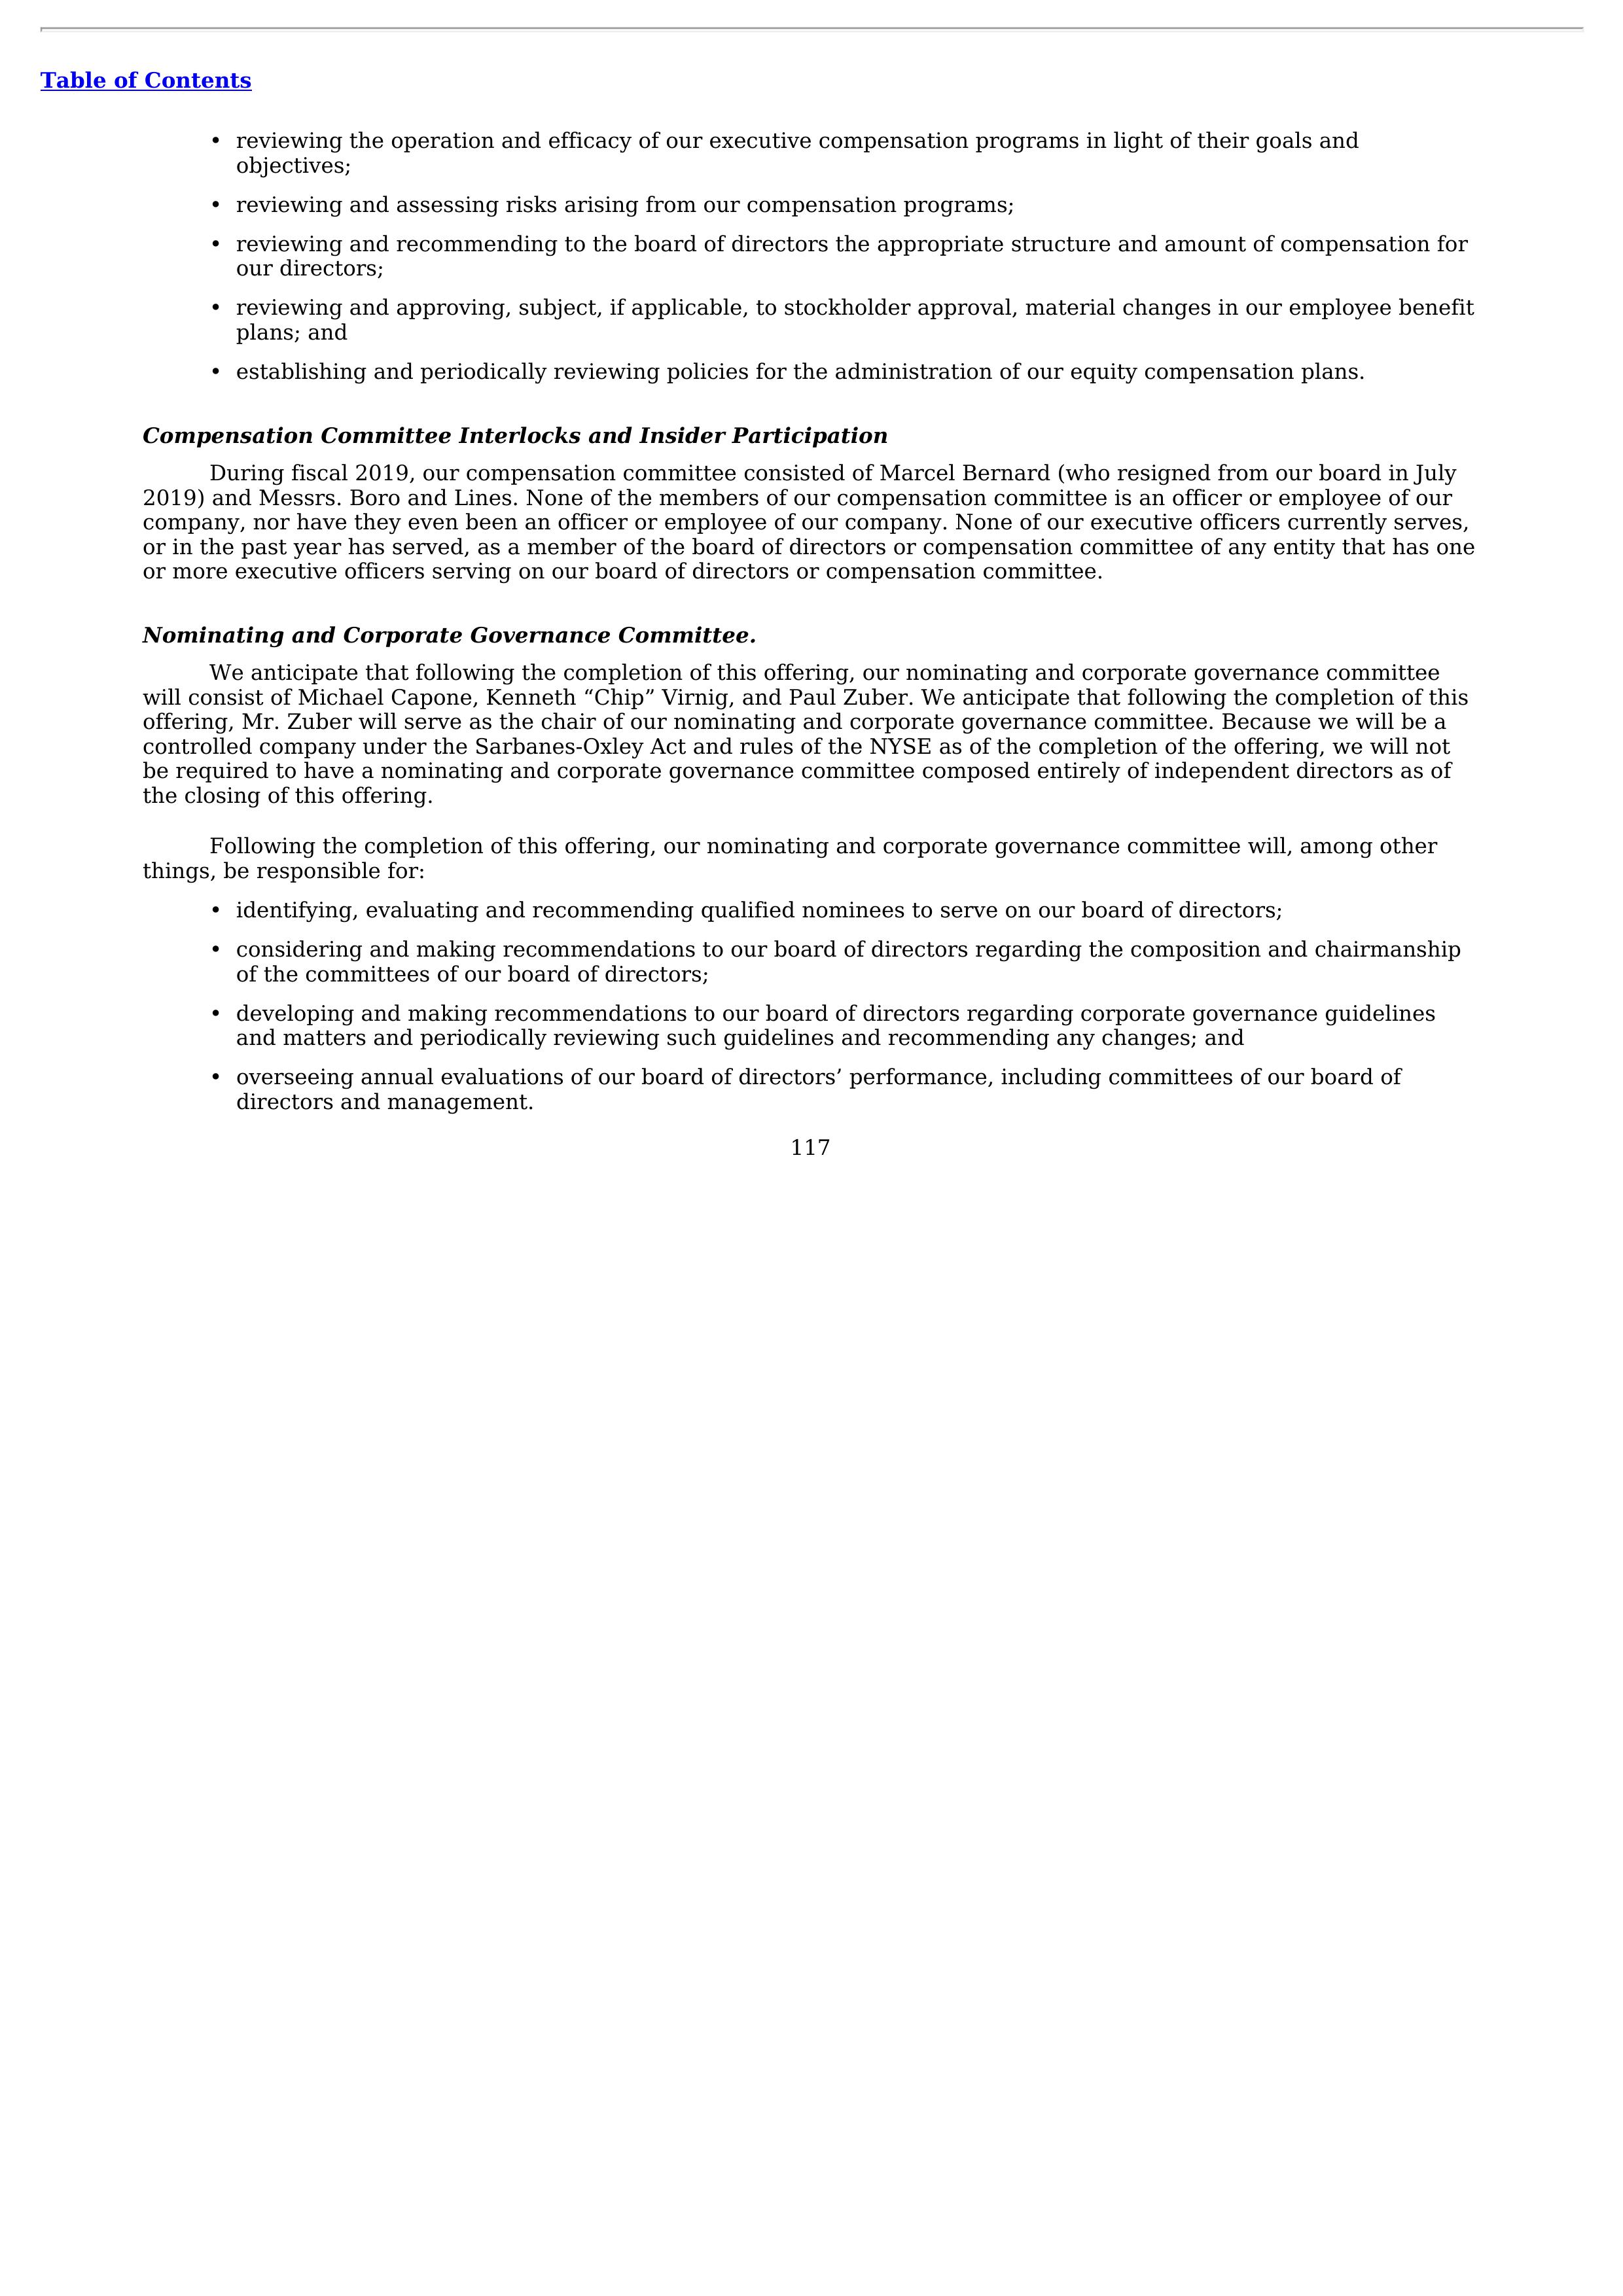 Table of Contents
• reviewing the operation and efficacy of our executive compensation programs in light of their goals and
objectives;
• reviewing and assessing risks arising from our compensation programs;
• reviewing and recommending to the board of directors the appropriate structure and amount of compensation for
our directors;
• reviewing and approving, subject, if applicable, to stockholder approval, material changes in our employee benefit
plans; and
• establishing and periodically reviewing policies for the administration of our equity compensation plans.
Compensation Committee Interlocks and Insider Participation
During fiscal 2019, our compensation committee consisted of Marcel Bernard (who resigned from our board in July
2019) and Messrs. Boro and Lines. None of the members of our compensation committee is an officer or employee of our
company, nor have they even been an officer or employee of our company. None of our executive officers currently serves,
or in the past year has served, as a member of the board of directors or compensation committee of any entity that has one
or more executive officers serving on our board of directors or compensation committee.
Nominating and Corporate Governance Committee.
We anticipate that following the completion of this offering, our nominating and corporate governance committee
will consist of Michael Capone, Kenneth “Chip” Virnig, and Paul Zuber. We anticipate that following the completion of this
offering, Mr. Zuber will serve as the chair of our nominating and corporate governance committee. Because we will be a
controlled company under the Sarbanes-Oxley Act and rules of the NYSE as of the completion of the offering, we will not
be required to have a nominating and corporate governance committee composed entirely of independent directors as of
the closing of this offering.
Following the completion of this offering, our nominating and corporate governance committee will, among other
things, be responsible for:
• identifying, evaluating and recommending qualified nominees to serve on our board of directors;
• considering and making recommendations to our board of directors regarding the composition and chairmanship
of the committees of our board of directors;
• developing and making recommendations to our board of directors regarding corporate governance guidelines
and matters and periodically reviewing such guidelines and recommending any changes; and
• overseeing annual evaluations of our board of directors’ performance, including committees of our board of
directors and management.
117